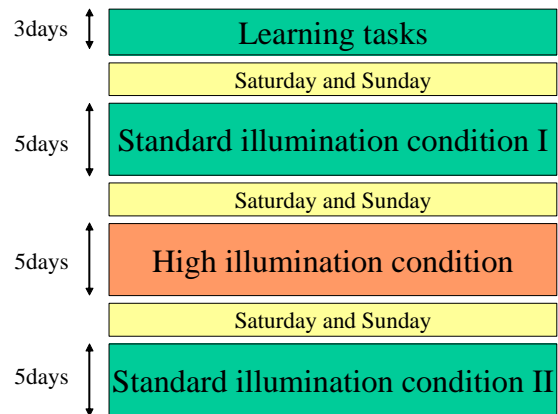 3days
Learning tasks
Saturday and Sunday
5days
Standard illumination condition I
Saturday and Sunday
5days
High illumination condition
Saturday and Sunday
5days
Standard illumination condition II